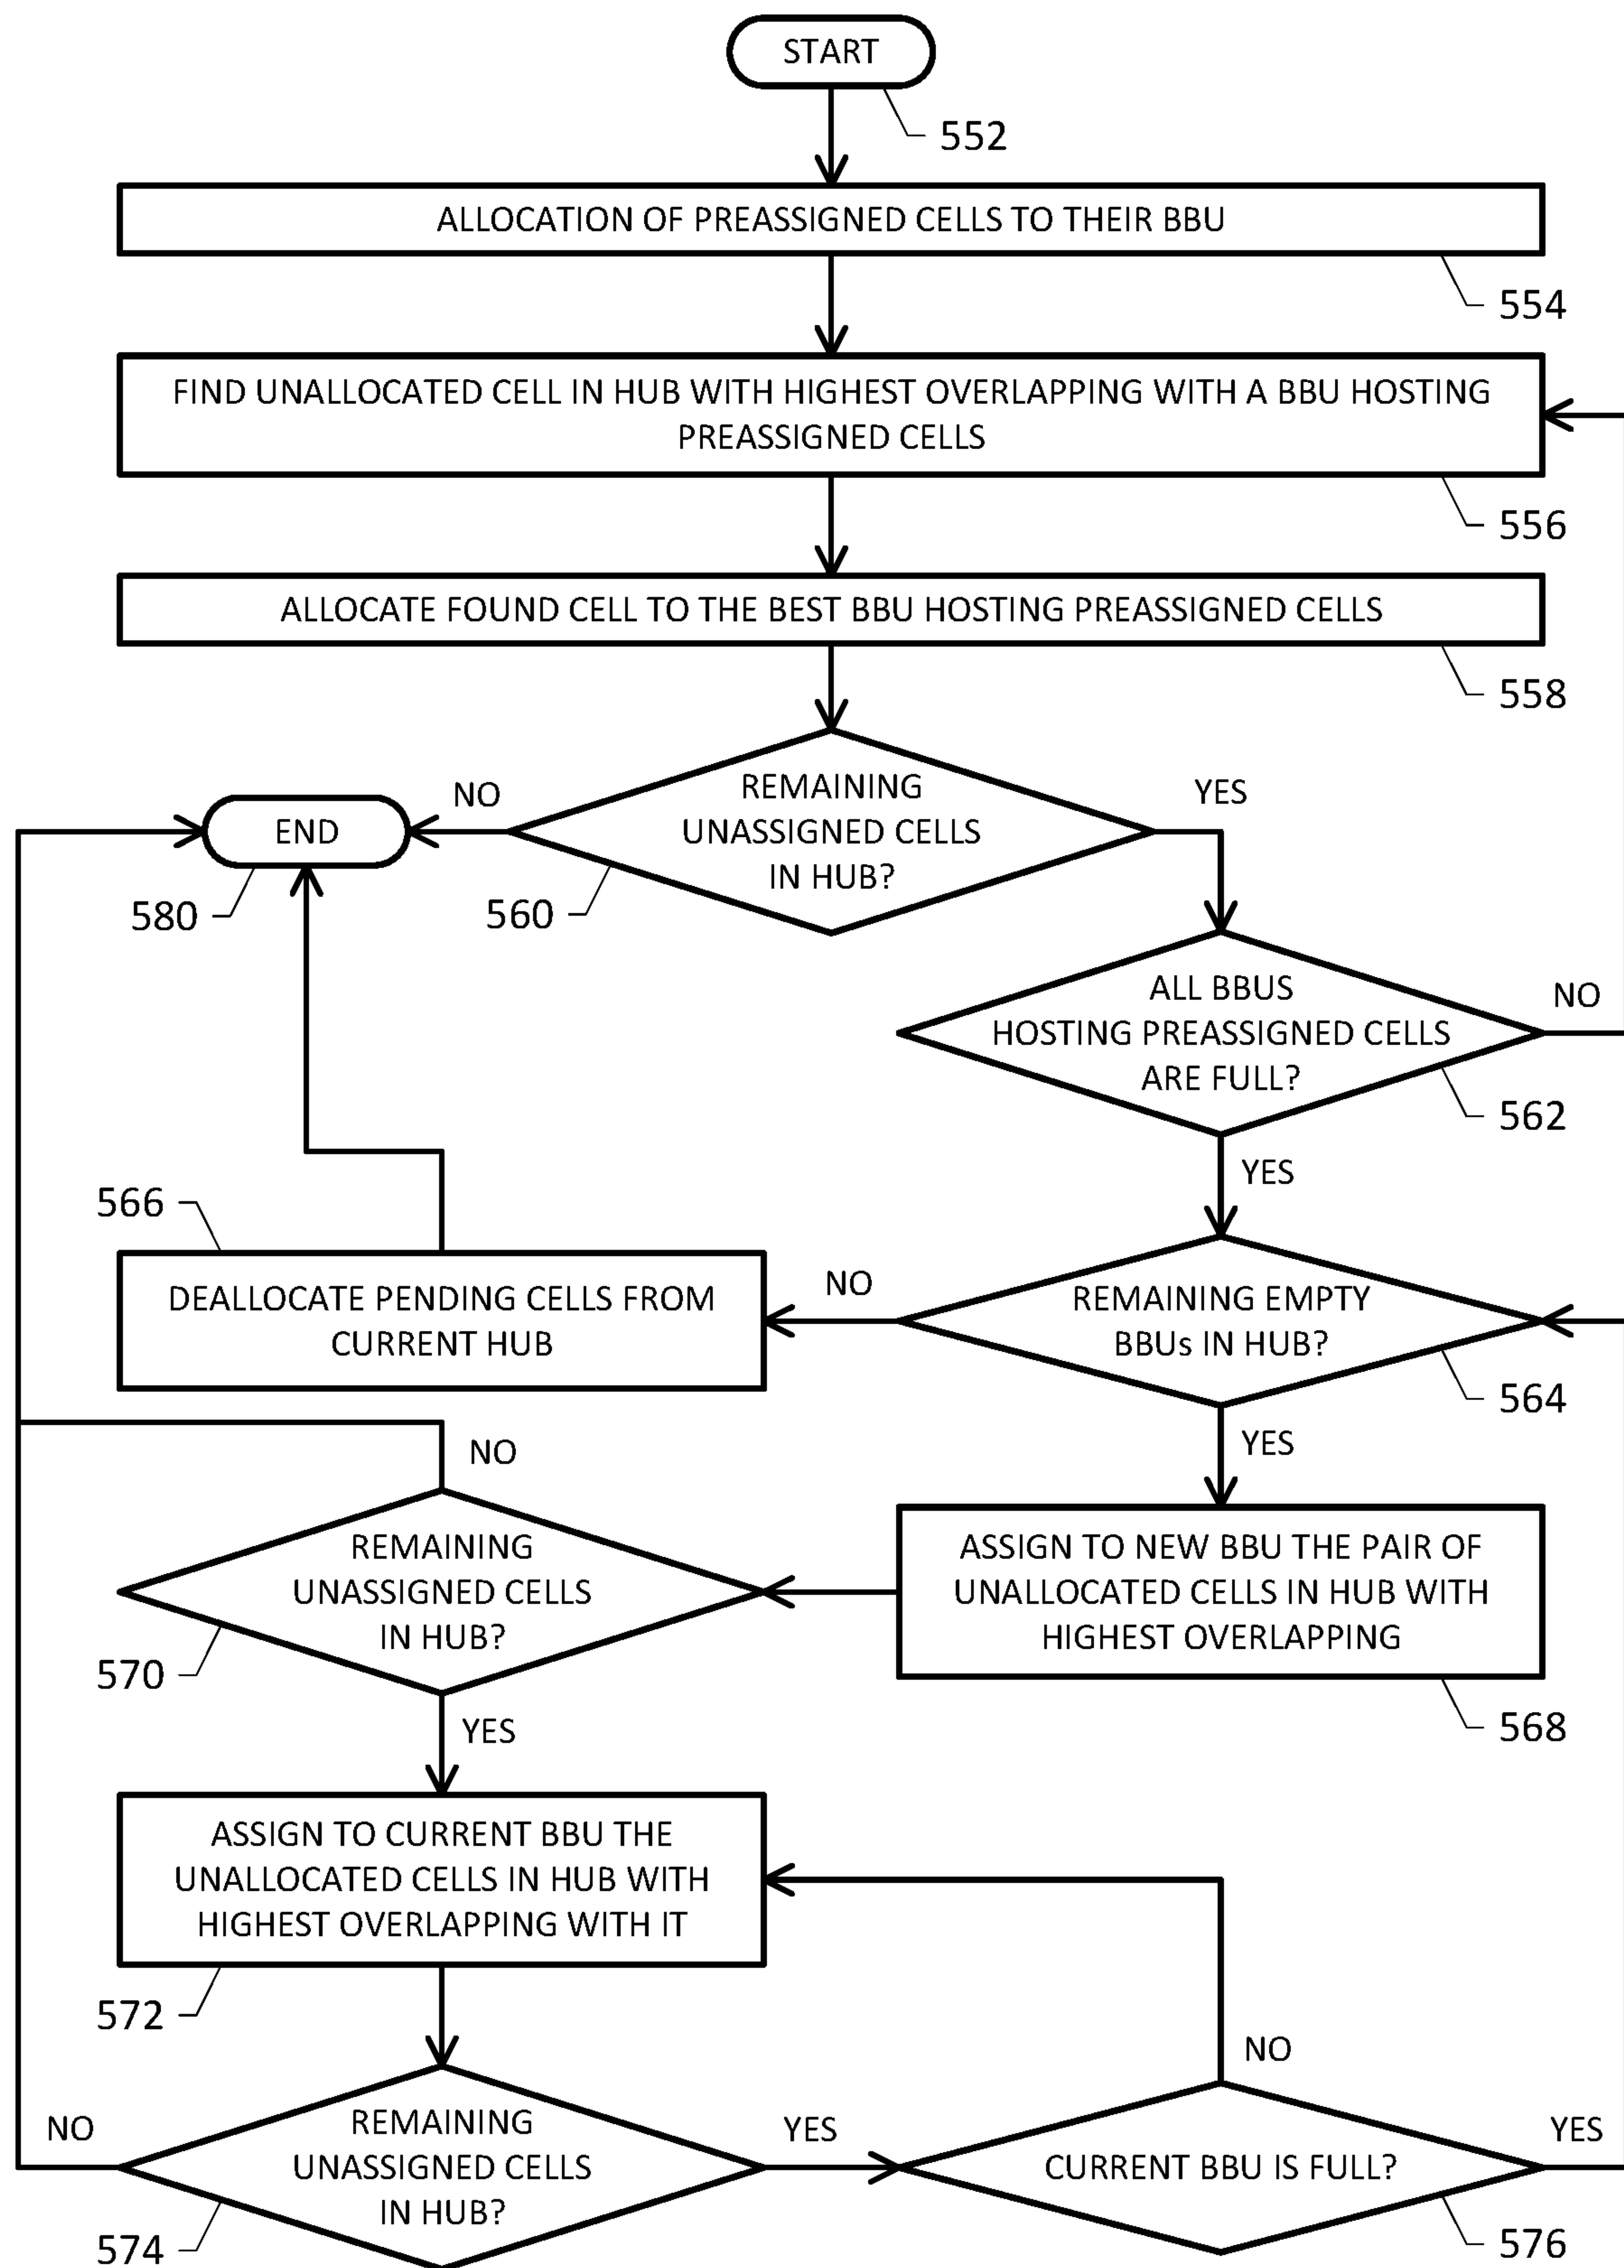 START
552
ALLOCATION OF PREASSIGNED CELLS TO THEIR BBU
554
FIND UNALLOCATED CELL IN HUB WITH HIGHEST OVERLAPPING WITH A BBU HOSTING
PREASSIGNED CELLS
556
ALLOCATE FOUND CELL TO THE BEST BBU HOSTING PREASSIGNED CELLS
558
REMAINING
UNASSIGNED CELLS
IN HUB?
NO
YES
END
580
560
ALL BBUS
HOSTING PREASSIGNED CELLS
ARE FULL?
NO
562
YES
566
DEALLOCATE PENDING CELLS FROM
CURRENT HUB
NO
REMAINING EMPTY
BBUs IN HUB?
564
YES
NO
REMAINING
UNASSIGNED CELLS
IN HUB?
570
ASSIGN TO NEW BBU THE PAIR OF
UNALLOCATED CELLS IN HUB WITH
HIGHEST OVERLAPPING
568
YES
ASSIGN TO CURRENT BBU THE
UNALLOCATED CELLS IN HUB WITH
HIGHEST OVERLAPPING WITH IT
572
NO
NO
REMAINING
UNASSIGNED CELLS
IN HUB?
574
YES
CURRENT BBU IS FULL?
YES
576